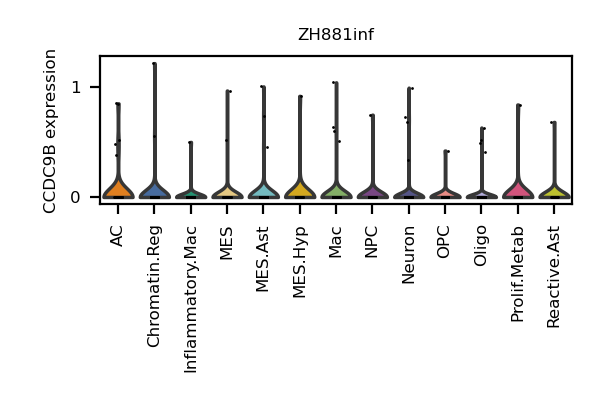 ZH881inf
CCDC9B expression
1
0
AC
Chromatin.Reg
Inflammatory.Mac
MES
MES.Ast
MES.Hyp
Mac
NPC
Neuron
OPC
Oligo
Prolif.Metab
Reactive.Ast